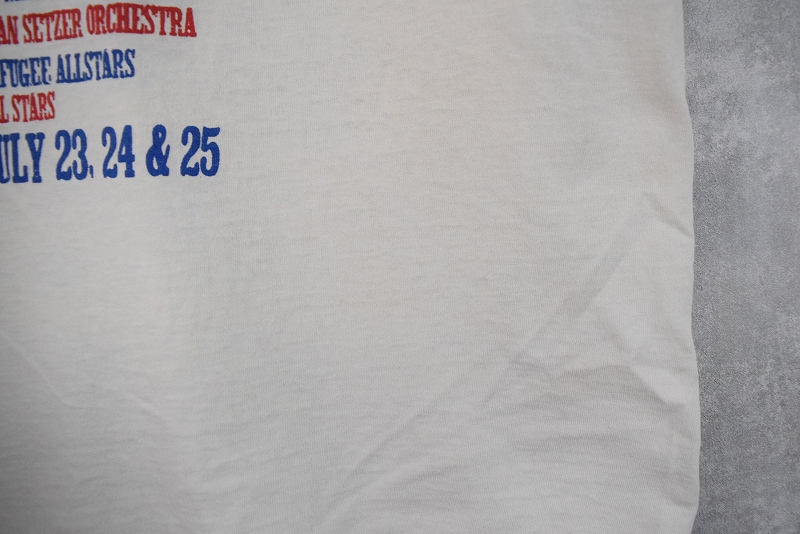 AN SETZER ORCHESTRA
FUGEE ALLSTARS
L STARS
ULY 23, 24 & 25